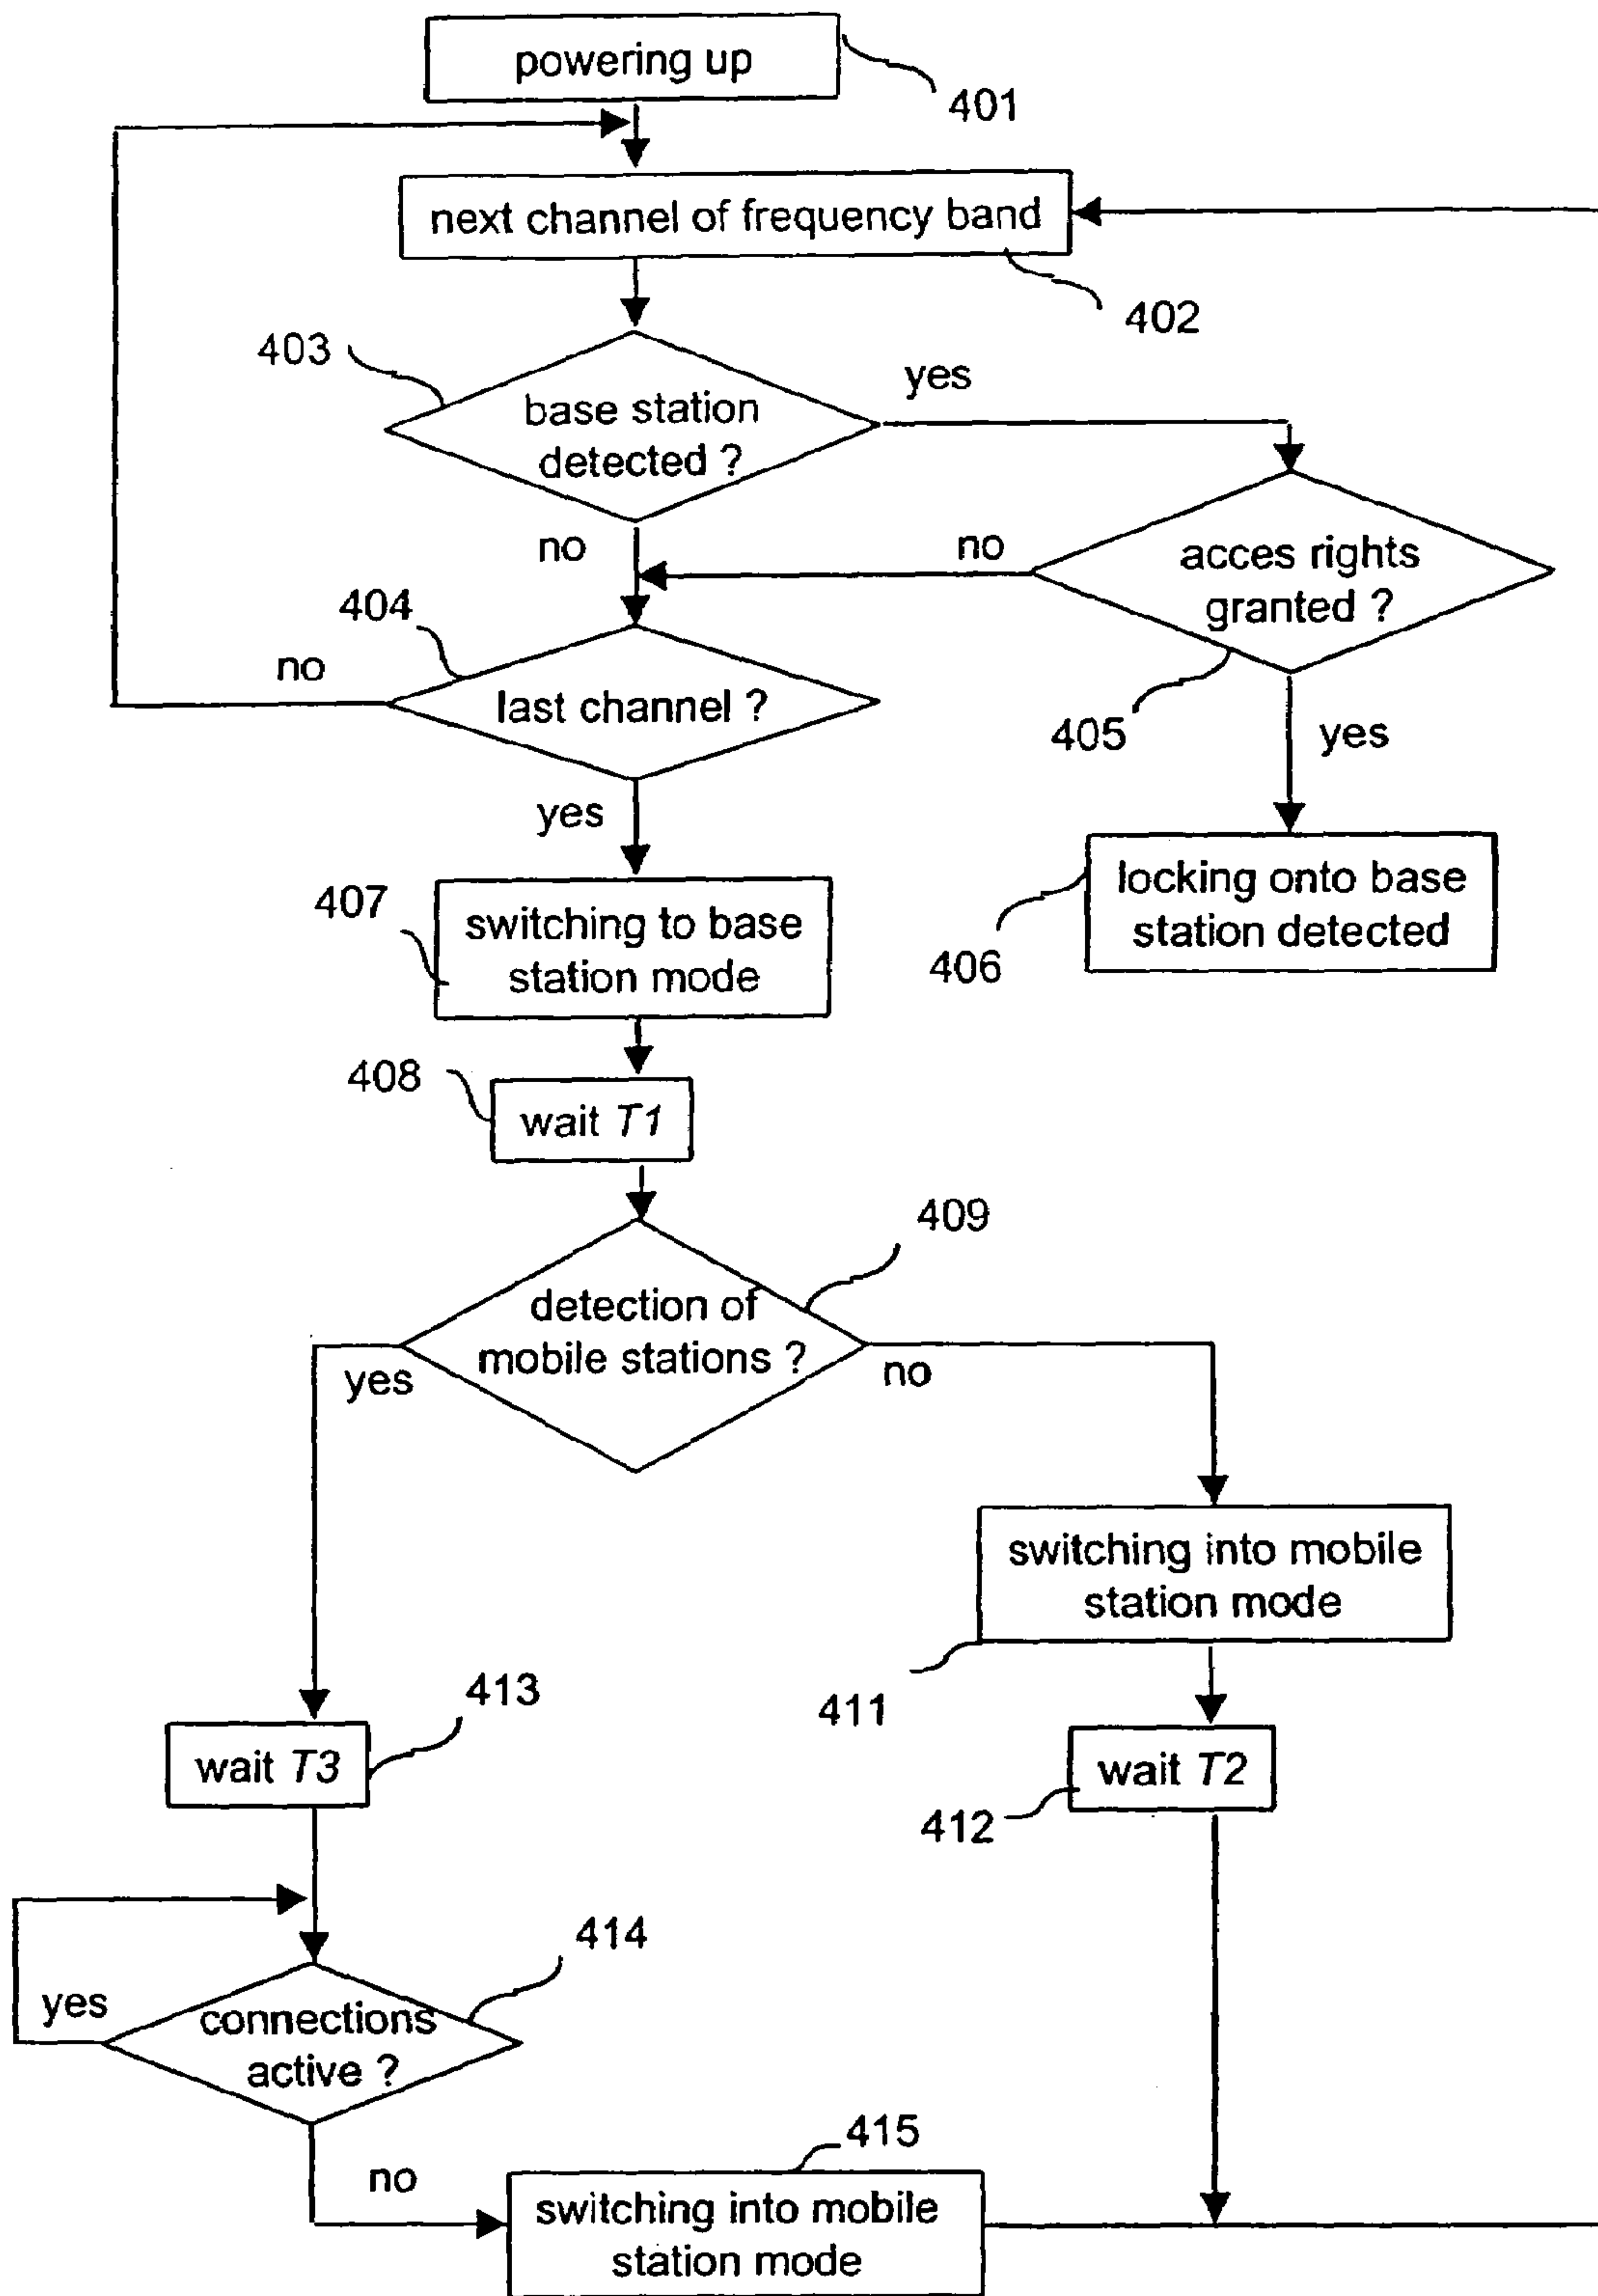 powering up
401
next channel of frequency band
402
403
yes
base station
detected ?
no
no
acces rights
granted ?
404
no
last channel ?
405
yes
yes
407
switching to base
station mode
locking onto base
station detected
406
408
wait T1
409
detection of
mobile stations ?
yes
no
switching into mobile
station mode
413
411
wait T3
wait T2
412
414
yes
connections
active ?
415
no
switching into mobile
station mode